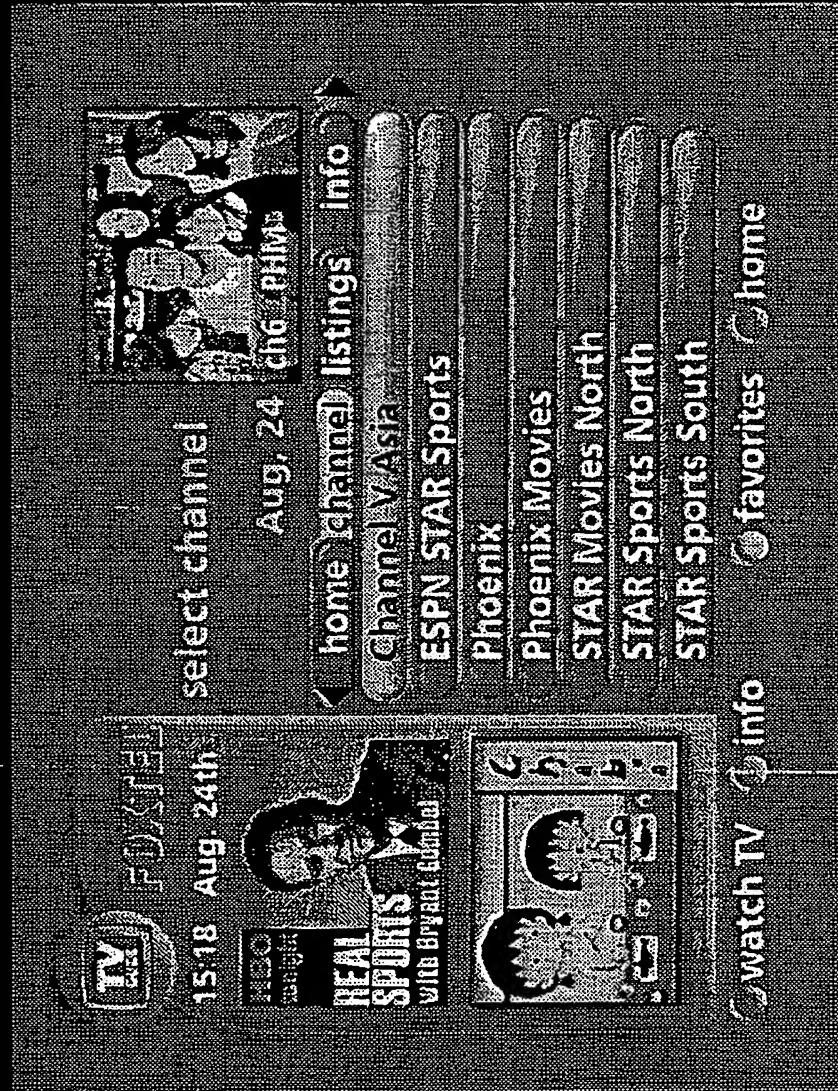 TV
FOXTEL
select channel
15:18 Aug. 24th
Aug, 24
ch6 PHM
home channel listings info
Channel V Asia
ESPN STAR Sports
Phoenix
Phoenix Movies
STAR Movies North
STAR Sports North
STAR Sports South
HBO
REAL
SPORTS
with Bryant Gumbel
watch TV info favorites home